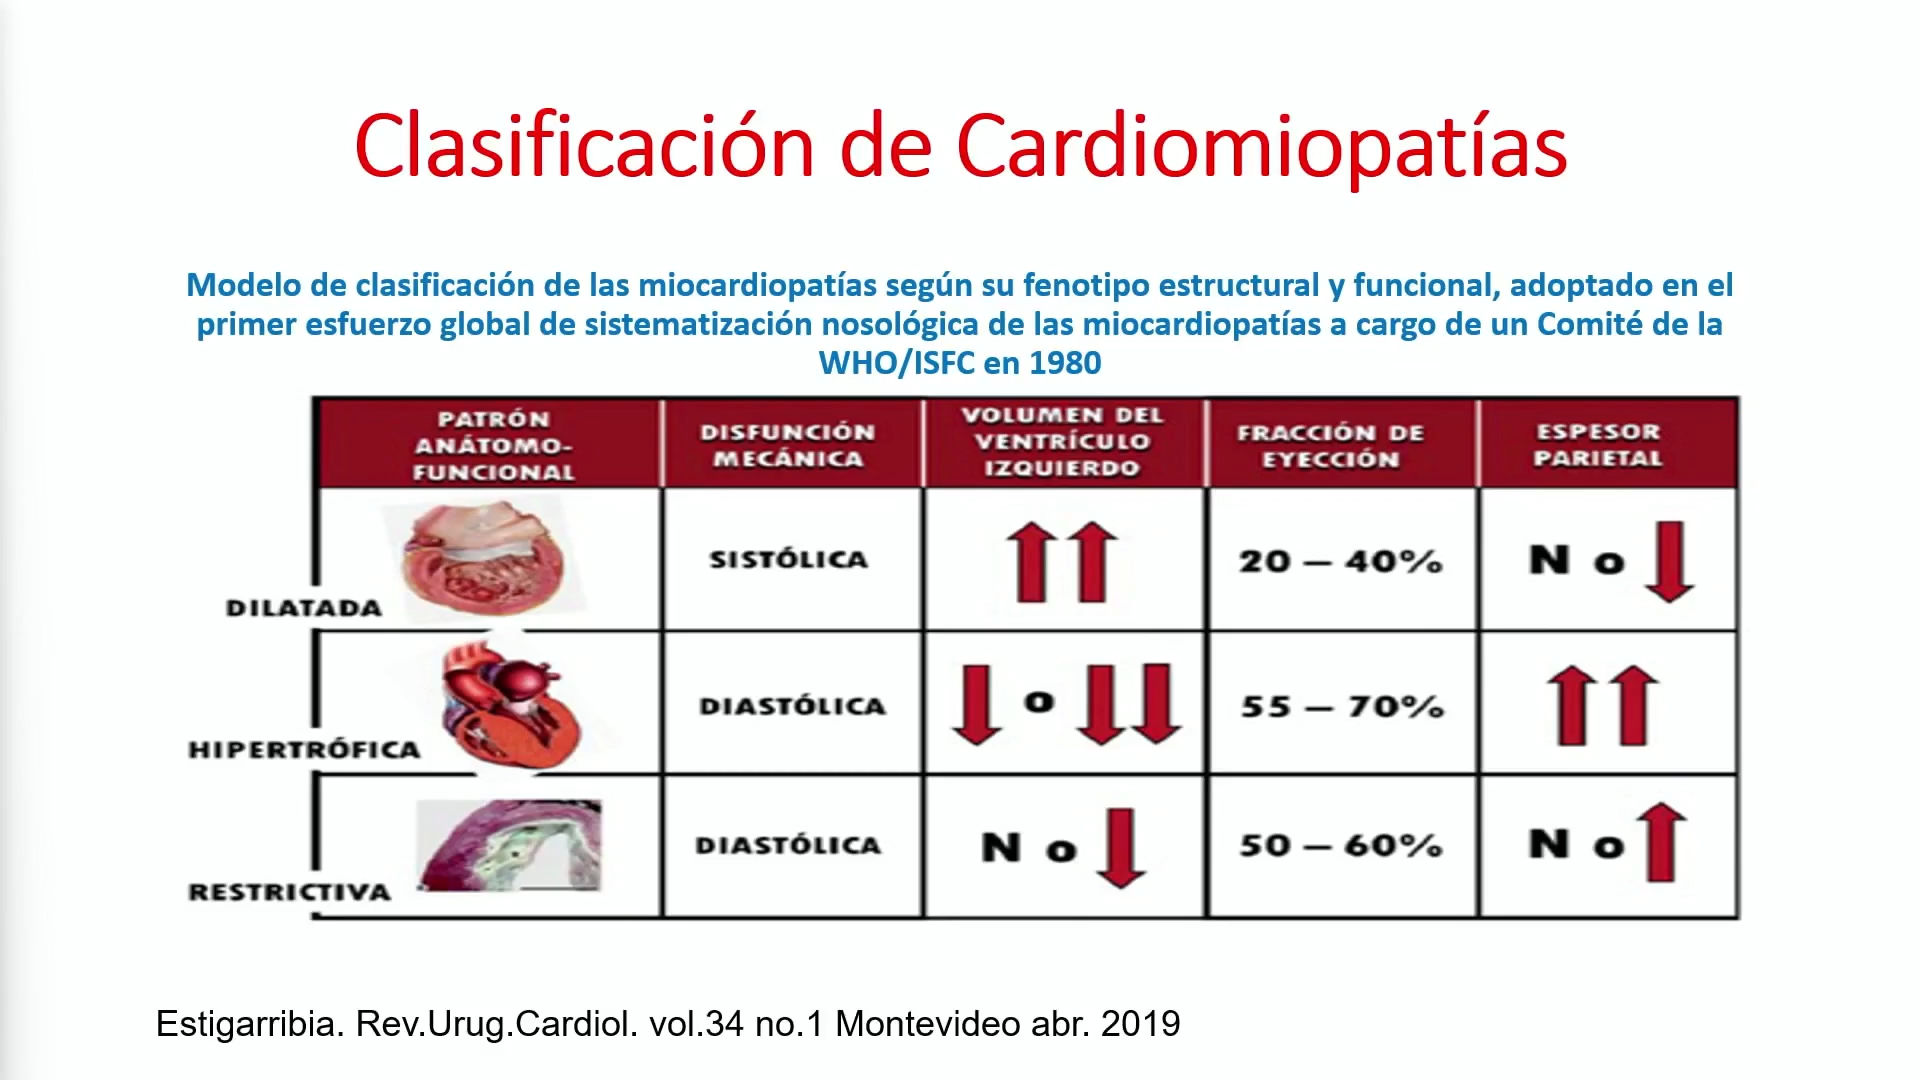 Clasificación de Cardiomiopatías
Modelo de clasificación de las miocardiopatías según su fenotipo estructural y funcional, adoptado en el
primer esfuerzo global de sistematización nosológica de las miocardiopatías a cargo de un Comité de la
WHO/ISFC en 1980
PATRÓN
ANÁTOMO-
FUNCIONAL
DISFUNCIÓN
MECÁNICA
VOLUMEN DEL
VENTRÍCULO
IZQUIERDO
FRACCIÓN DE
EYECCIÓN
ESPESOR
PARIETAL
DILATADA
SISTÓLICA
20 – 40%
N o
HIPERTRÓFICA
DIASTÓLICA
o
55 – 70%
RESTRICTIVA
DIASTÓLICA
N o
50 – 60%
N o
Estigarribia. Rev.Urug.Cardiol. vol.34 no.1 Montevideo abr. 2019